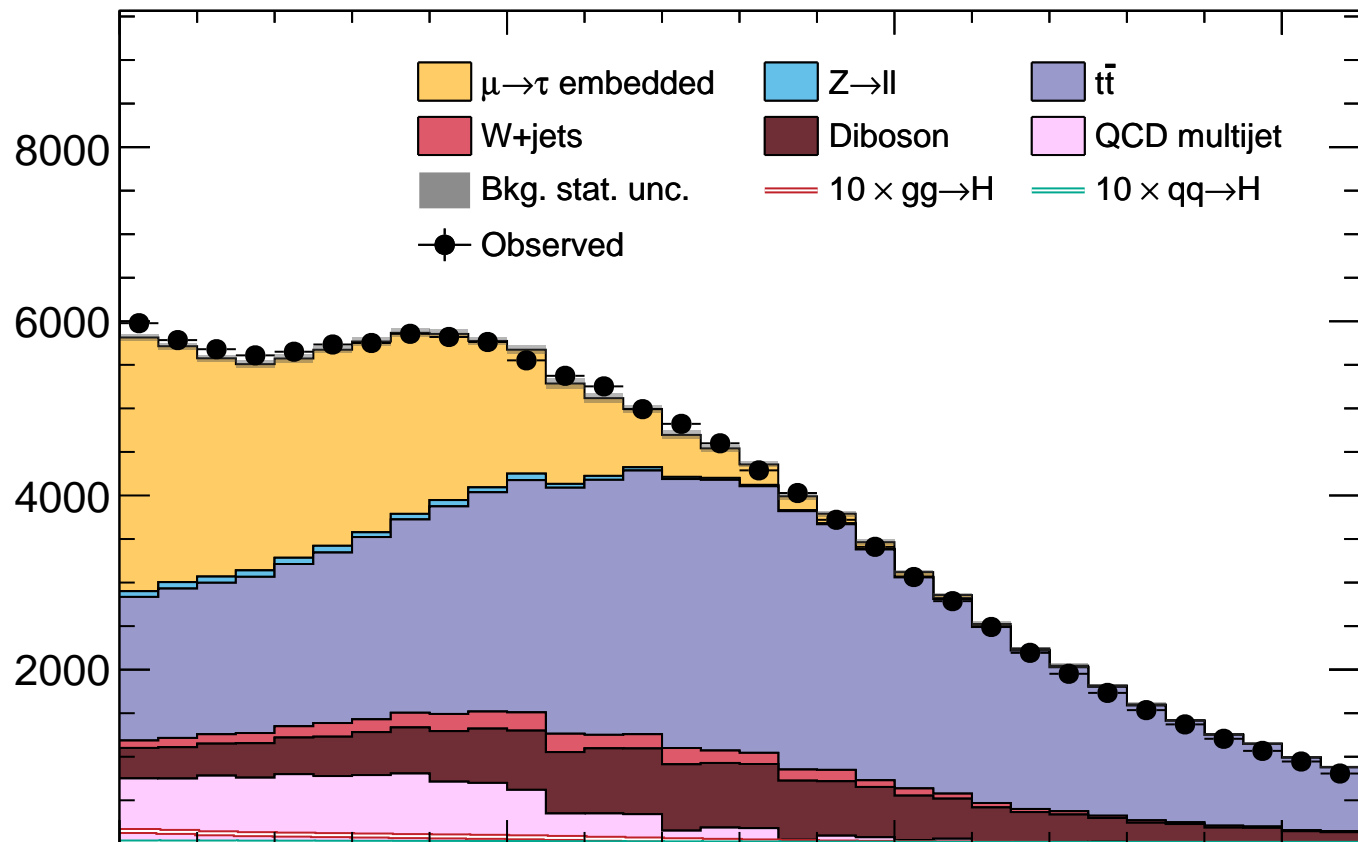 μ→τ embedded Z→ll tt̄
8000 W+jets Diboson QCD multijet
Bkg. stat. unc. 10 × gg→H 10 × qq→H
Observed
6000
4000
2000